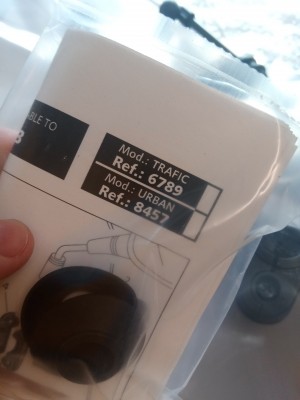 BLE TO
Mod.: TRAFIC
Ref.: 6789
Mod.: URBAN
Ref.: 8457